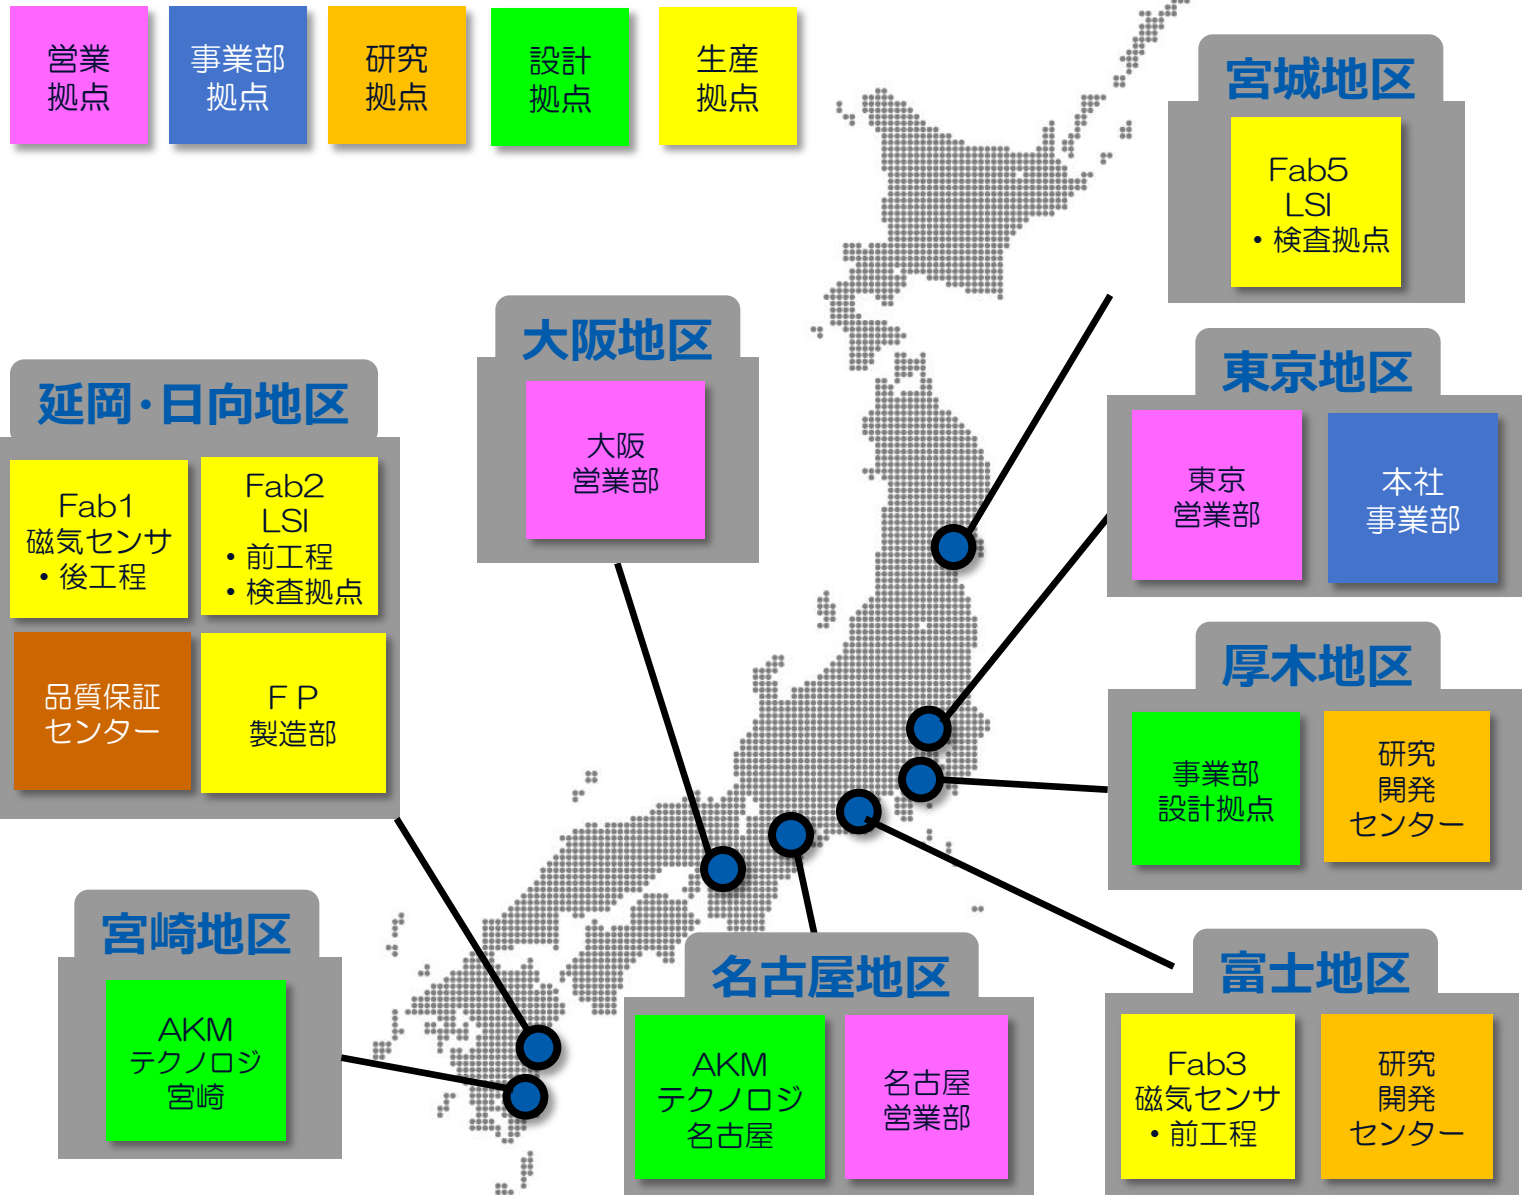 営業
拠点
事業部
拠点
研究
拠点
設計
拠点
生産
拠点
宮城地区
Fab5
LSI
・検査拠点
大阪地区
大阪
営業部
東京地区
東京
営業部
本社
事業部
延岡・日向地区
Fab1
磁気センサ
・後工程
Fab2
LSI
・前工程
・検査拠点
品質保証
センター
ＦＰ
製造部
厚木地区
事業部
設計拠点
研究
開発
センター
宮崎地区
AKM
テクノロジ
宮崎
名古屋地区
AKM
テクノロジ
名古屋
名古屋
営業部
富士地区
Fab3
磁気センサ
・前工程
研究
開発
センター